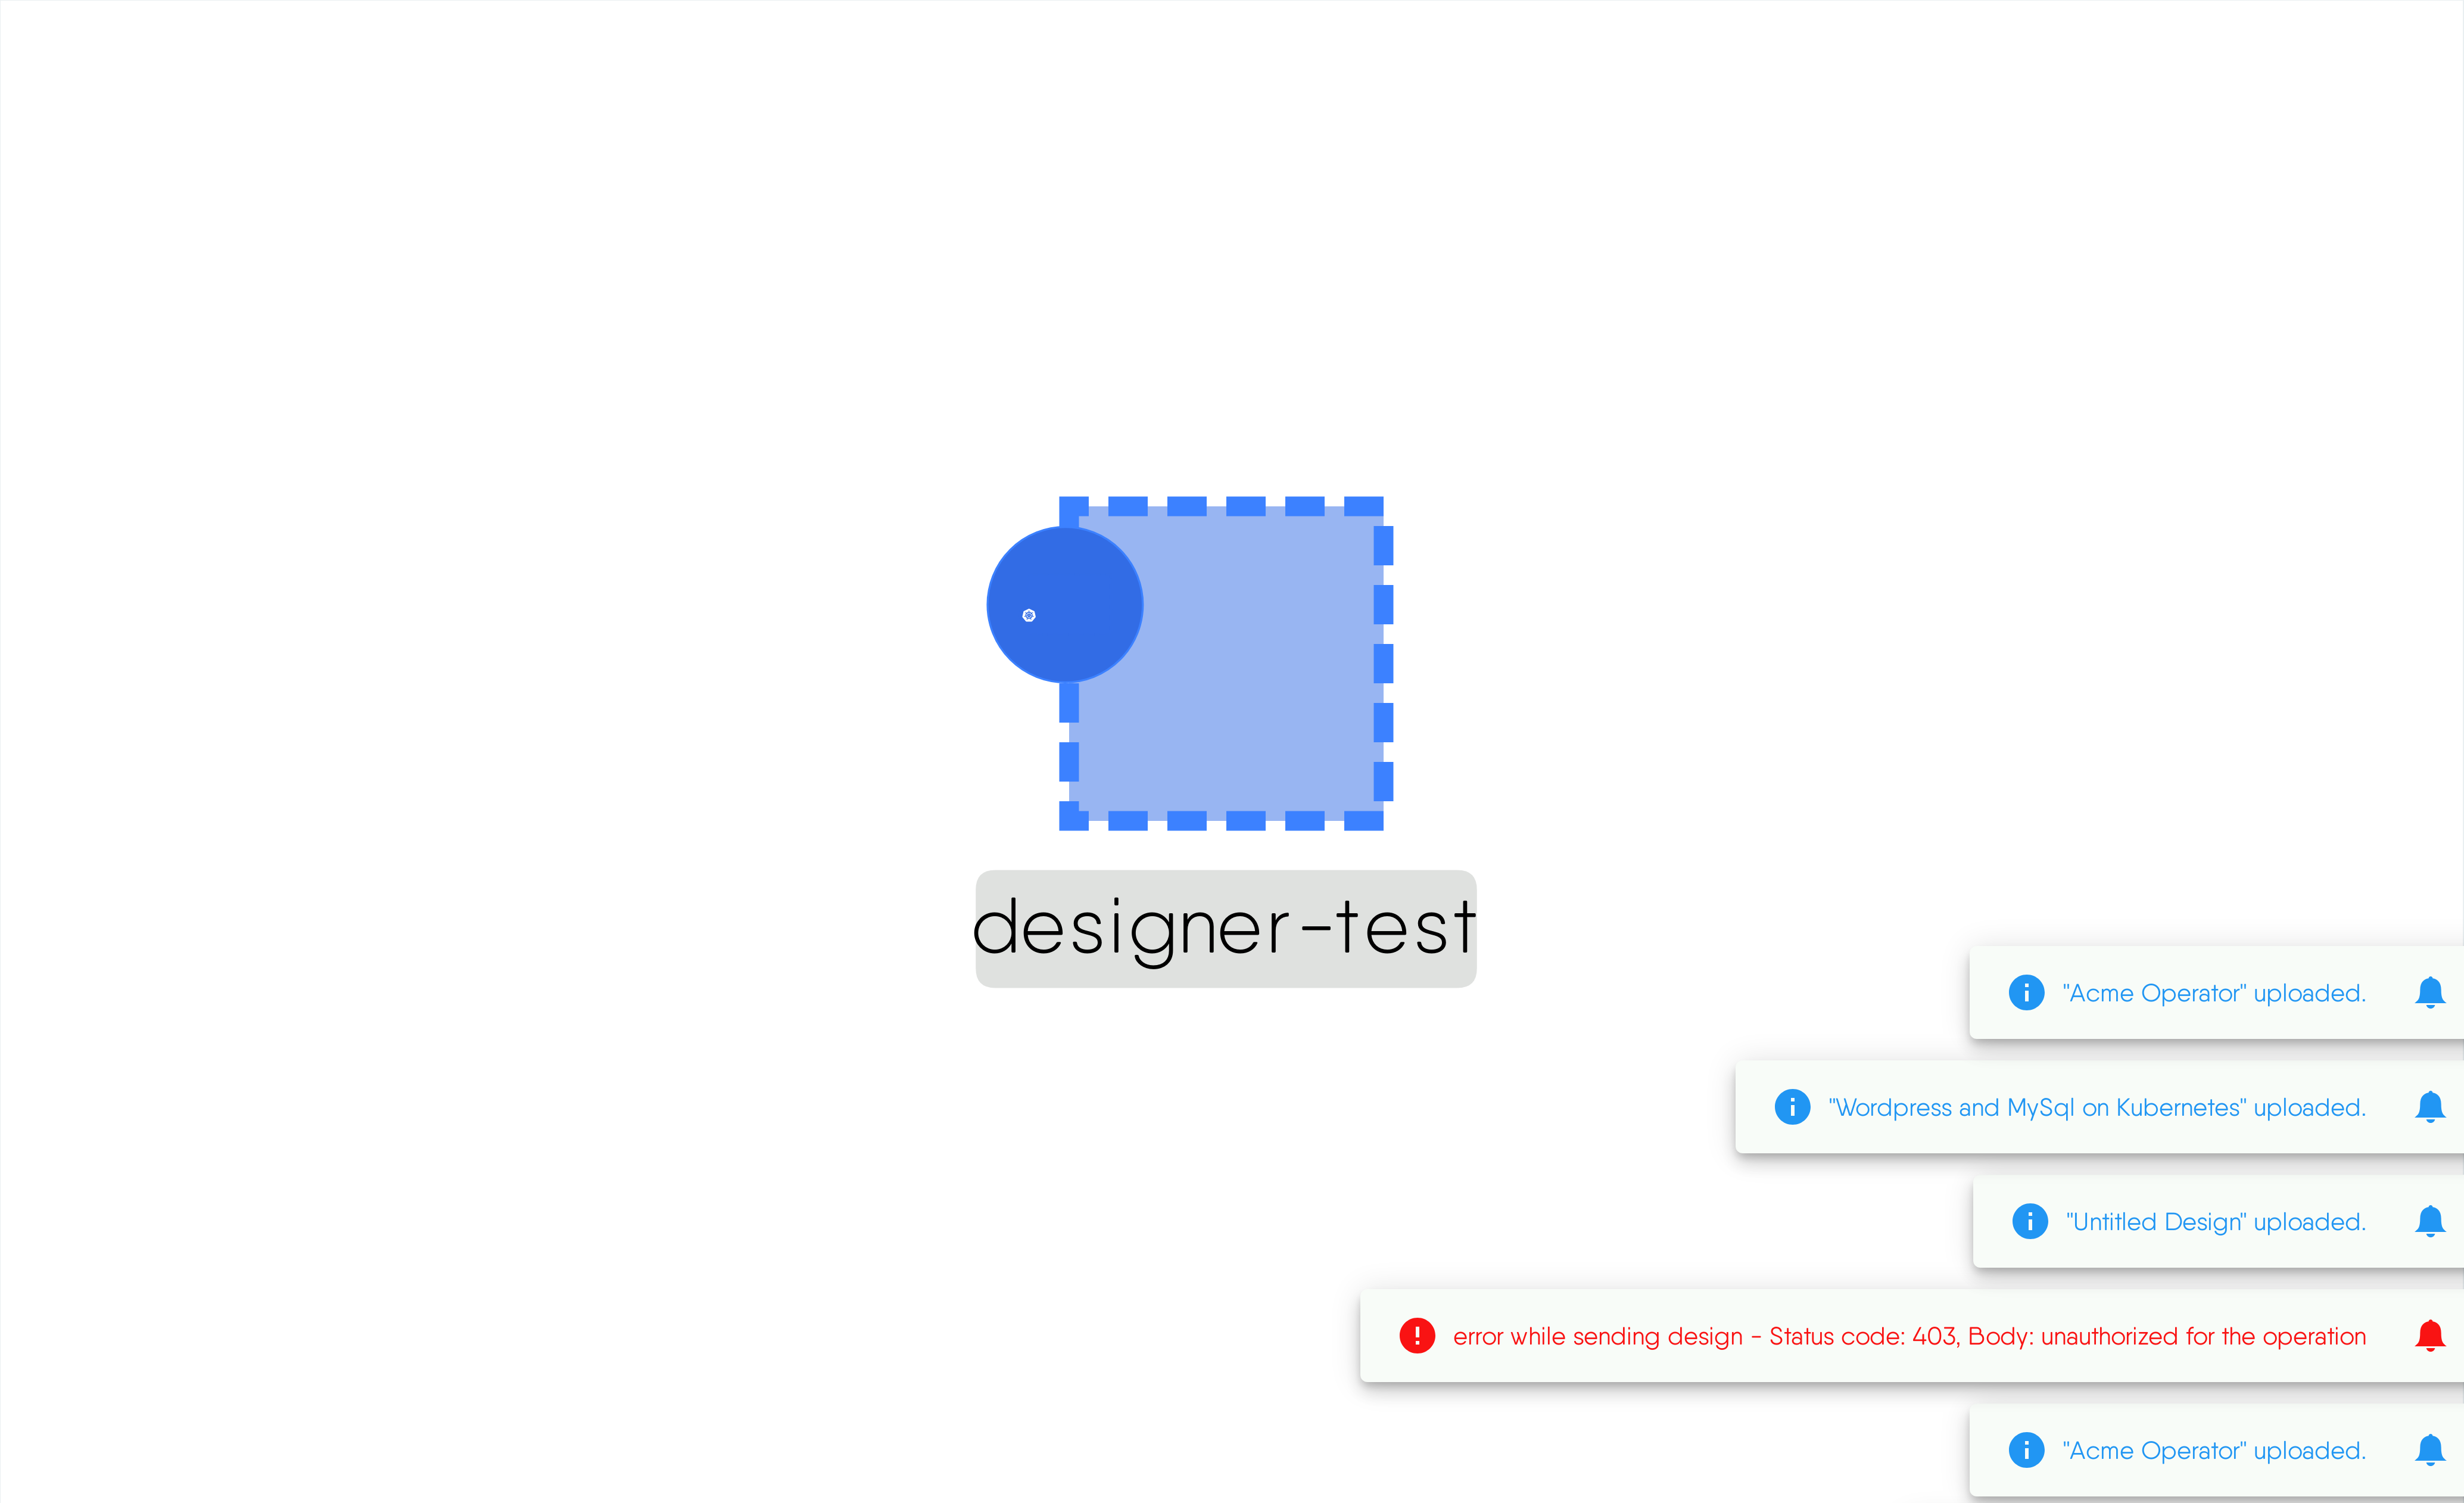 designer-test
"Acme Operator" uploaded.
"Wordpress and MySql on Kubernetes" uploaded.
"Untitled Design" uploaded.
error while sending design - Status code: 403, Body: unauthorized for the operation
"Acme Operator" uploaded.